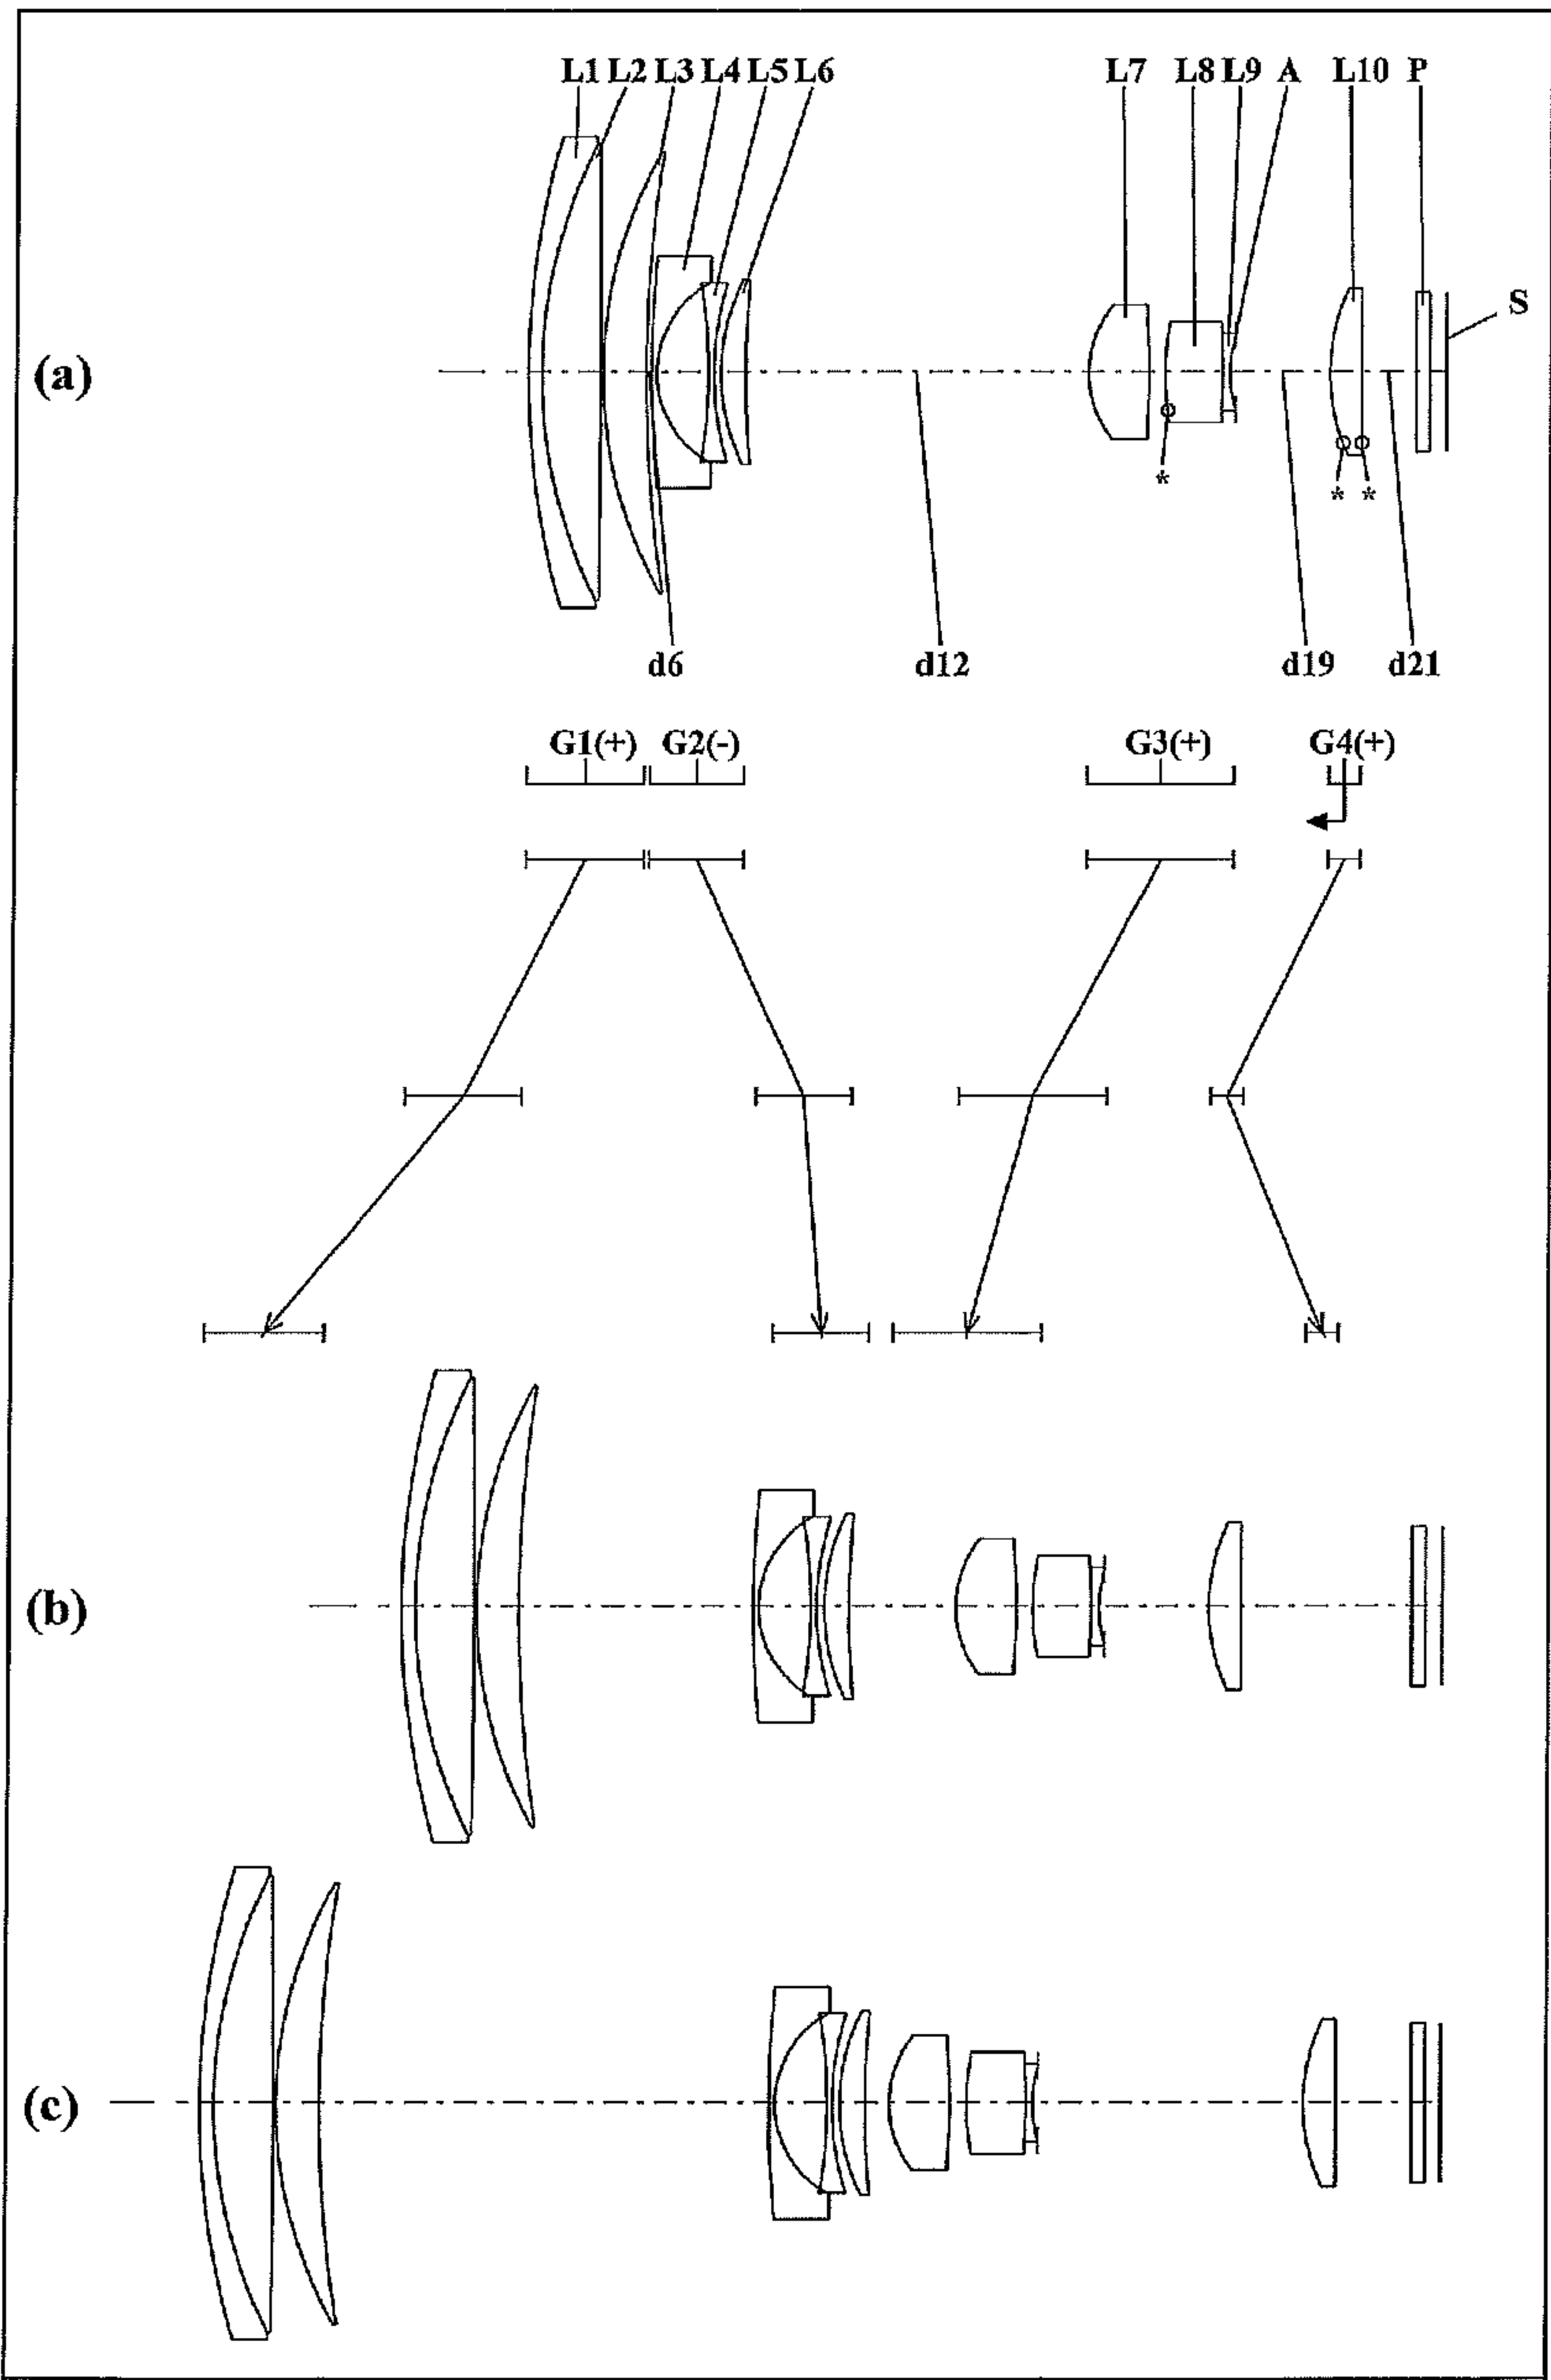 L1 L2 L3 L4 L5 L6 L7 L8 L9 A L10 P
S
(a)
* * *
d6 d12 d19 d21
G1(+) G2(-) G3(+) G4(+)
(b)
(c)